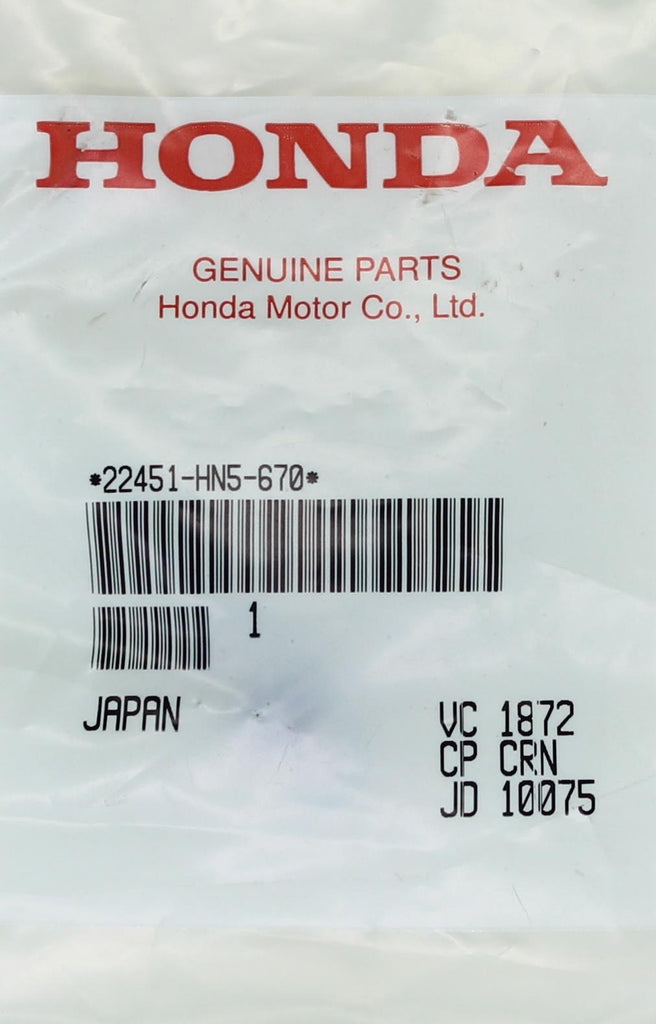 HONDA
GENUINE PARTS
Honda Motor Co., Ltd.
*22451-HN5-670*
1
JAPAN
VC 1872
CP CRN
JD 10075